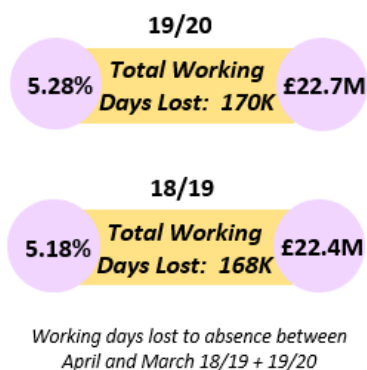 19/20
5.28%
Total Working
Days Lost: 170K
£22.7M
18/19
5.18%
Total Working
Days Lost: 168K
£22.4M
Working days lost to absence between
April and March 18/19 + 19/20